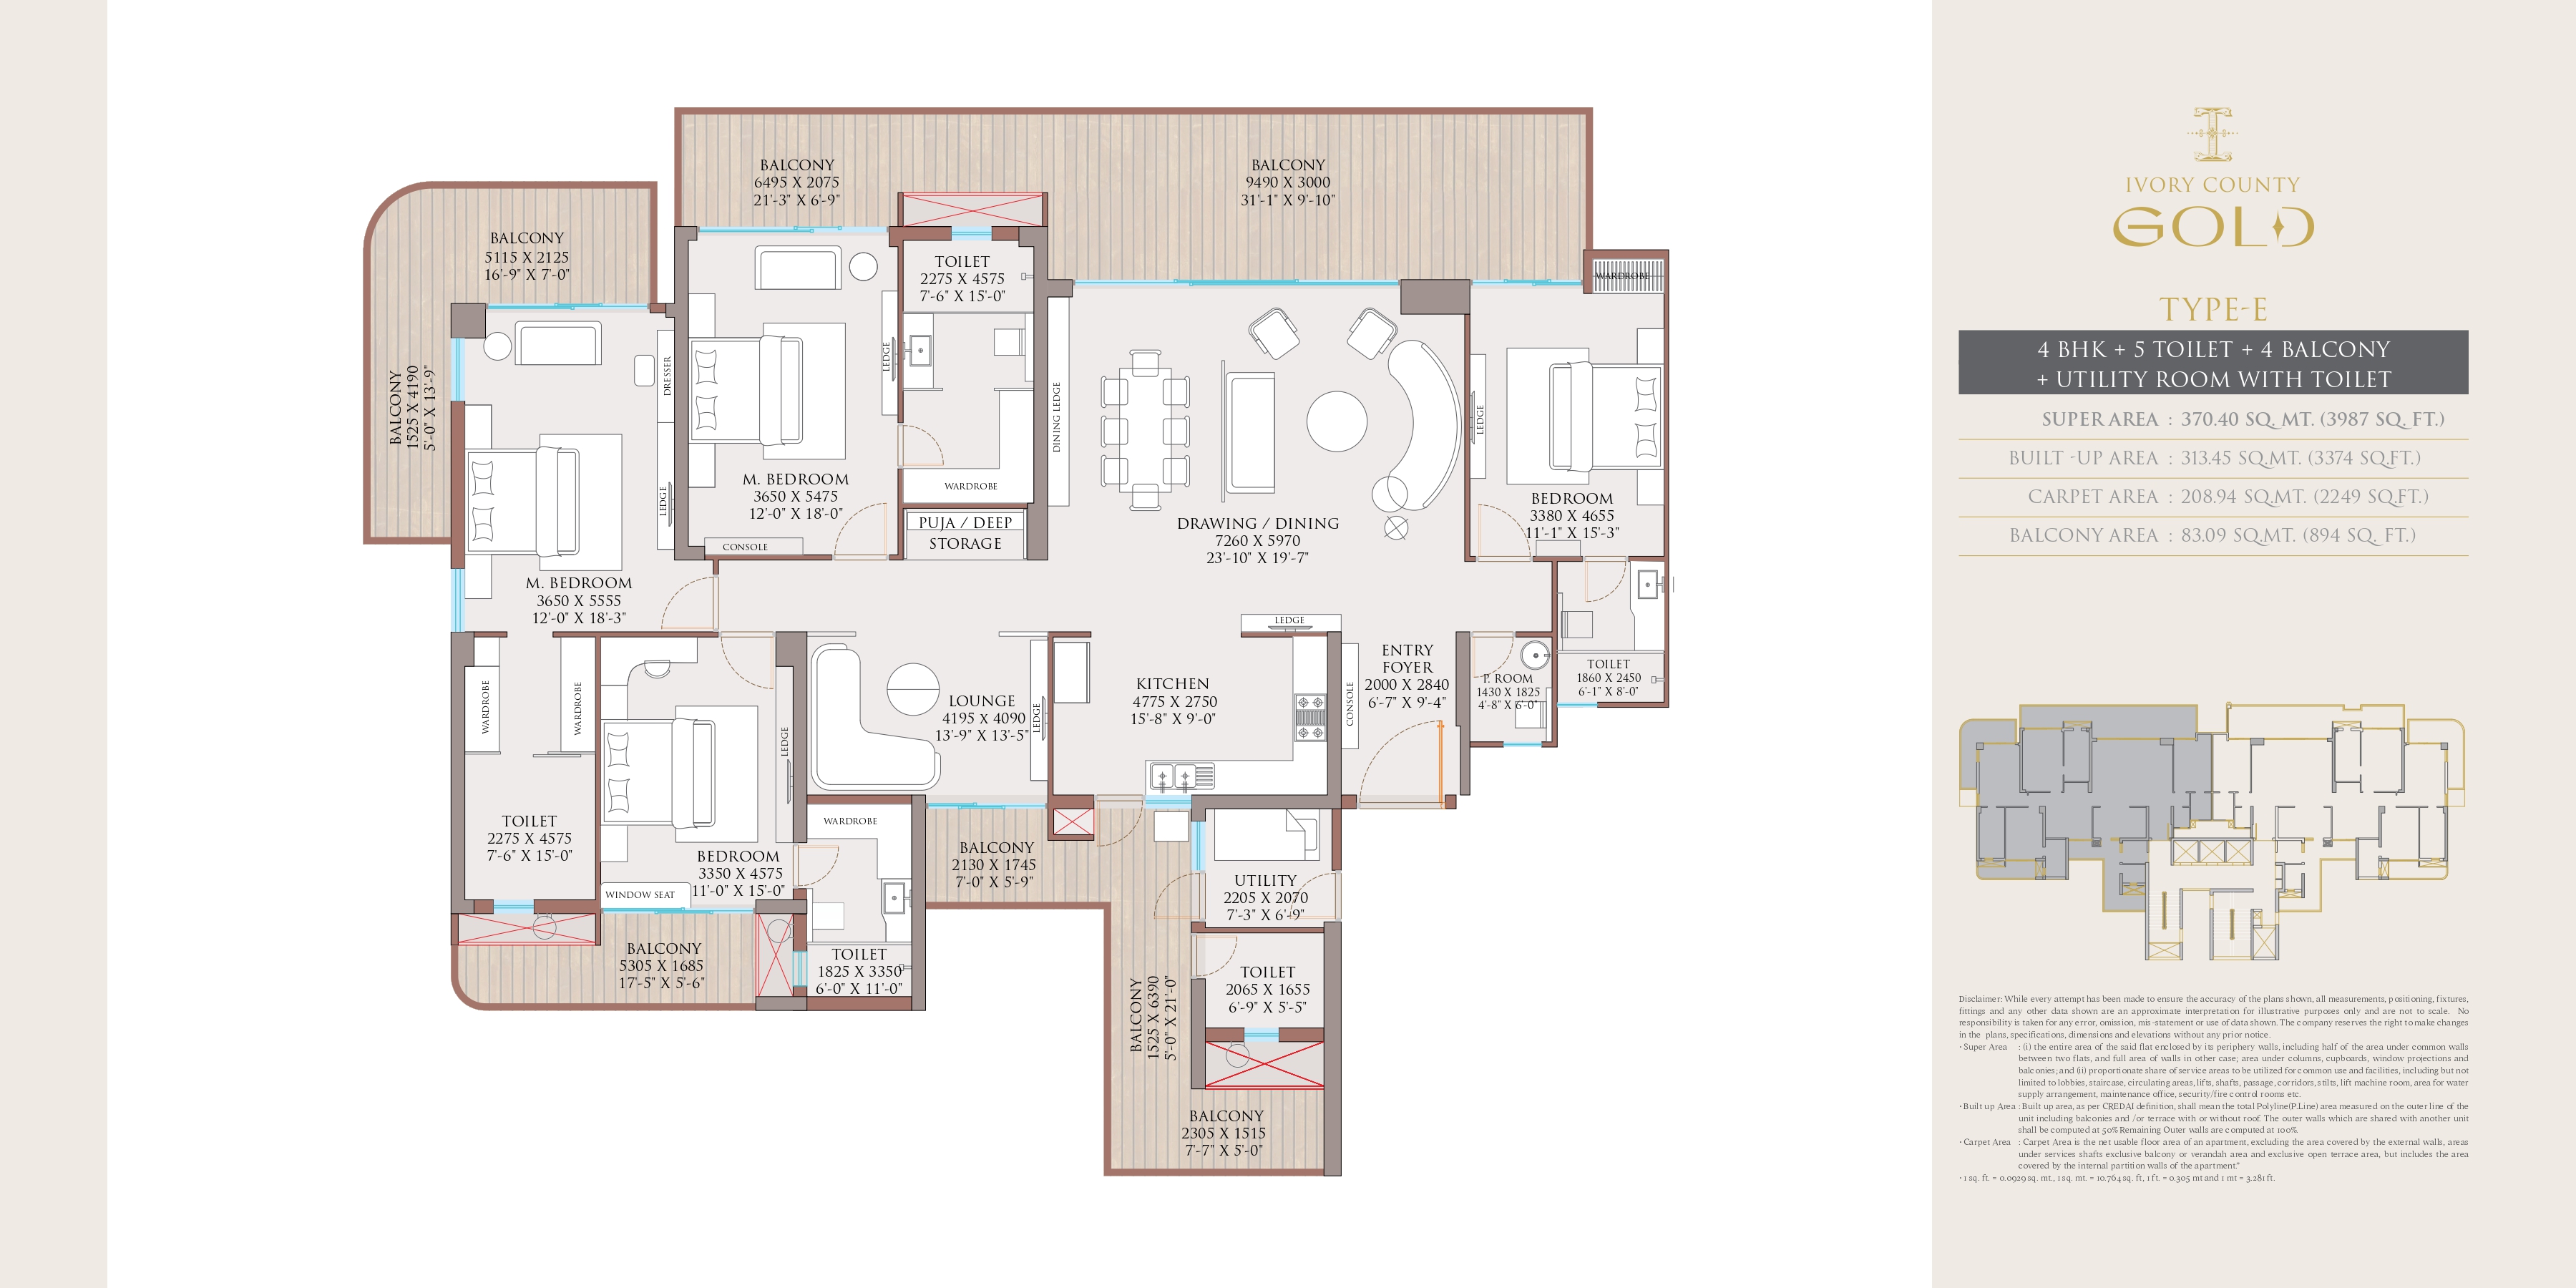 BALCONY
6495 X 2075
21'-3" X 6'-9"
BALCONY
9490 X 3000
31'-1" X 9'-10"
BALCONY
5115 X 2125
16'-9" X 7'-0"
BALCONY
1525 X 4190
5'-0" X 13'-9"
TOILET
2275 X 4575
7'-6" X 15'-0"
WARDROBE
DRESSER
LEDGE
LEDGE
DINING LEDGE
LEDGE
M. BEDROOM
3650 X 5475
12'-0" X 18'-0"
CONSOLE
WARDROBE
PUJA / DEEP
STORAGE
DRAWING / DINING
7260 X 5970
23'-10" X 19'-7"
BEDROOM
3380 X 4655
11'-1" X 15'-3"
M. BEDROOM
3650 X 5555
12'-0" X 18'-3"
LEDGE
WARDROBE
WARDROBE
LEDGE
LOUNGE
4195 X 4090
13'-9" X 13'-5"
LEDGE
KITCHEN
4775 X 2750
15'-8" X 9'-0"
CONSOLE
ENTRY
FOYER
2000 X 2840
6'-7" X 9'-4"
P. ROOM
1430 X 1825
4'-8" X 6'-0"
TOILET
1860 X 2450
6'-1" X 8'-0"
TOILET
2275 X 4575
7'-6" X 15'-0"
BEDROOM
3350 X 4575
11'-0" X 15'-0"
WINDOW SEAT
WARDROBE
BALCONY
2130 X 1745
7'-0" X 5'-9"
UTILITY
2205 X 2070
7'-3" X 6'-9"
BALCONY
5305 X 1685
17'-5" X 5'-6"
TOILET
1825 X 3350
6'-0" X 11'-0"
BALCONY
1525 X 6390
5'-0" X 21'-0"
TOILET
2065 X 1655
6'-9" X 5'-5"
BALCONY
2305 X 1515
7'-7" X 5'-0"
IVORY COUNTY
GOLD
TYPE-E
4 BHK + 5 TOILET + 4 BALCONY
+ UTILITY ROOM WITH TOILET
SUPER AREA : 370.40 SQ. MT. (3987 SQ. FT.)
BUILT -UP AREA : 313.45 SQ.MT. (3374 SQ.FT.)
CARPET AREA : 208.94 SQ.MT. (2249 SQ.FT.)
BALCONY AREA : 83.09 SQ.MT. (894 SQ. FT.)
Disclaimer: While every attempt has been made to ensure the accuracy of the plans shown, all measurements, positioning, fixtures,
fittings and any other data shown are an approximate interpretation for illustrative purposes only and are not to scale. No
responsibility is taken for any error, omission, mis-statement or use of data shown. The company reserves the right to make changes
in the plans, specifications, dimensions and elevations without any prior notice.
• Super Area : (i) the entire area of the said flat enclosed by its periphery walls, including half of the area under common walls
between two flats, and full area of walls in other case; area under columns, cupboards, window projections and
balconies; and (ii) proportionate share of service areas to be utilized for common use and facilities, including but not
limited to lobbies, staircase, circulating areas, lifts, shafts, passage, corridors, stilts, lift machine room, area for water
supply arrangement, maintenance office, security/fire control rooms etc.
• Built up Area : Built up area, as per CREDAI definition, shall mean the total Polyline(P.Line) area measured on the outer line of the
unit including balconies and /or terrace with or without roof. The outer walls which are shared with another unit
shall be computed at 50% Remaining Outer walls are computed at 100%.
• Carpet Area : Carpet Area is the net usable floor area of an apartment, excluding the area covered by the external walls, areas
under services shafts exclusive balcony or verandah area and exclusive open terrace area, but includes the area
covered by the internal partition walls of the apartment."
• 1 sq. ft. = 0.0929 sq. mt., 1 sq. mt. = 10.764 sq. ft, 1 ft. = 0.305 mt and 1 mt = 3.281 ft.